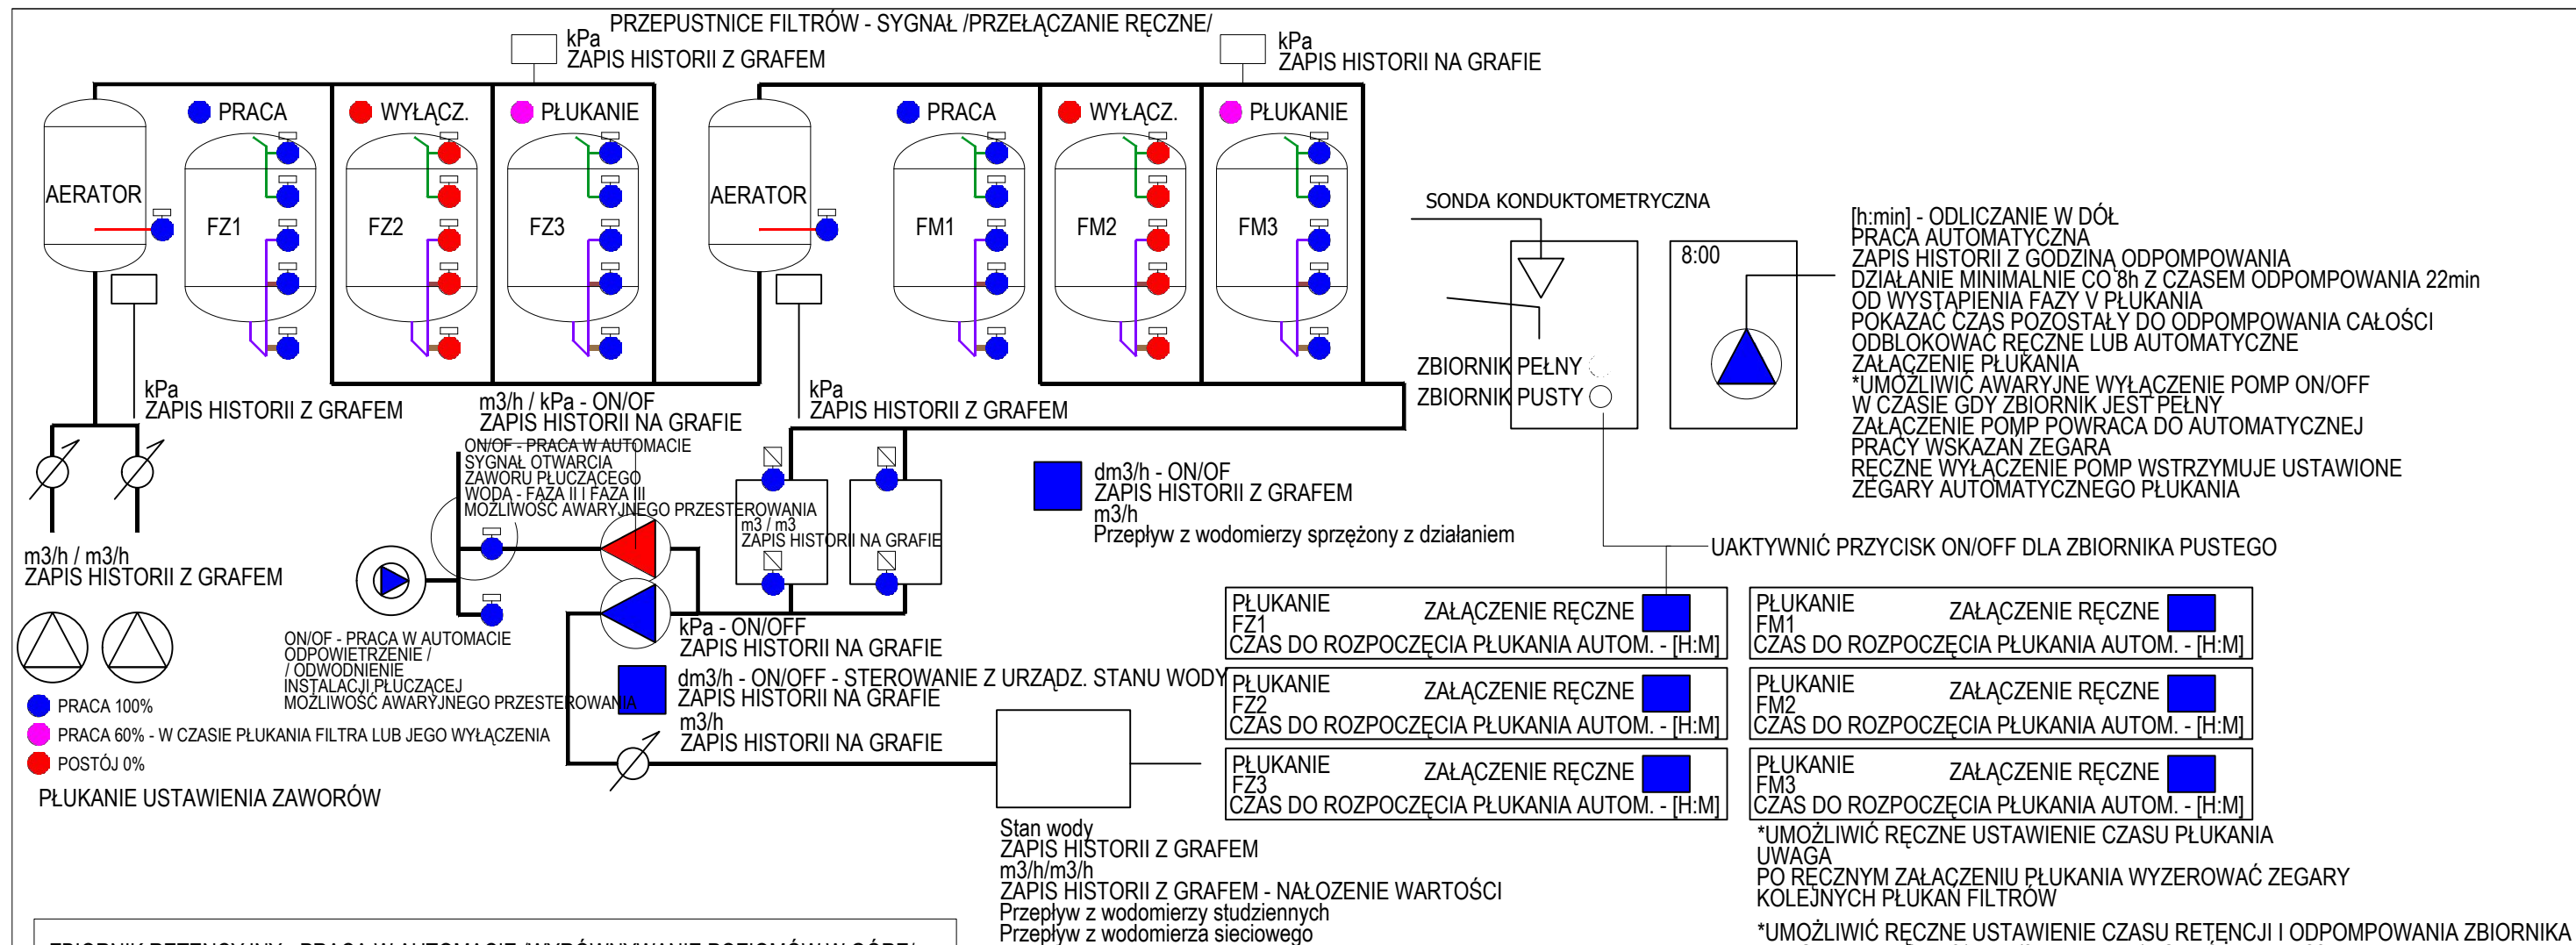 PRZEPUSTNICE FILTRÓW - SYGNAŁ /PRZEŁĄCZANIE RĘCZNE/
kPa
ZAPIS HISTORII Z GRAFEM
kPa
ZAPIS HISTORII NA GRAFIE
PRACA
WYŁĄCZ.
PŁUKANIE
PRACA
WYŁĄCZ.
PŁUKANIE
AERATOR
FZ1
FZ2
FZ3
AERATOR
FM1
FM2
FM3
SONDA KONDUKTOMETRYCZNA
8:00
ZBIORNIK PEŁNY
ZBIORNIK PUSTY
[h:min] - ODLICZANIE W DÓŁ
PRACA AUTOMATYCZNA
ZAPIS HISTORII Z GODZINĄ ODPOMPOWANIA
DZIAŁANIE MINIMALNIE CO 8h Z CZASEM ODPOMPOWANIA 22min
OD WYSTĄPIENIA FAZY V PŁUKANIA
POKAZAĆ CZAS POZOSTAŁY DO ODPOMPOWANIA CAŁOŚCI
ODBLOKOWAĆ RĘCZNE LUB AUTOMATYCZNE
ZAŁĄCZENIE PŁUKANIA
*UMOŻLIWIĆ AWARYJNE WYŁĄCZENIE POMP ON/OFF
W CZASIE GDY ZBIORNIK JEST PEŁNY
ZAŁĄCZENIE POMP POWRACA DO AUTOMATYCZNEJ
PRACY WSKAZAŃ ZEGARA
RĘCZNE WYŁĄCZENIE POMP WSTRZYMUJE USTAWIONE
ZEGARY AUTOMATYCZNEGO PŁUKANIA
kPa
ZAPIS HISTORII Z GRAFEM
m3/h / kPa - ON/OF
ZAPIS HISTORII NA GRAFIE
kPa
ZAPIS HISTORII Z GRAFEM
ON/OF - PRACA W AUTOMACIE
SYGNAŁ OTWARCIA
ZAWORU PŁUCZĄCEGO
WODA - FAZA II I FAZA III
MOŻLIWOŚĆ AWARYJNEGO PRZESTEROWANIA
m3 / m3
ZAPIS HISTORII NA GRAFIE
dm3/h - ON/OF
ZAPIS HISTORII Z GRAFEM
m3/h
Przepływ z wodomierzy sprzężony z działaniem
m3/h / m3/h
ZAPIS HISTORII Z GRAFEM
UAKTYWNIĆ PRZYCISK ON/OFF DLA ZBIORNIKA PUSTEGO
ON/OF - PRACA W AUTOMACIE
ODPOWIETRZENIE /
/ ODWODNIENIE
INSTALACJI PŁUCZĄCEJ
MOŻLIWOŚĆ AWARYJNEGO PRZESTEROWANIA
kPa - ON/OFF
ZAPIS HISTORII NA GRAFIE
dm3/h - ON/OFF - STEROWANIE Z URZĄDZ. STANU WODY
ZAPIS HISTORII NA GRAFIE
m3/h
ZAPIS HISTORII NA GRAFIE
PRACA 100%
PRACA 60% - W CZASIE PŁUKANIA FILTRA LUB JEGO WYŁĄCZENIA
POSTÓJ 0%
PŁUKANIE USTAWIENIA ZAWORÓW
PŁUKANIE
FZ1
ZAŁĄCZENIE RĘCZNE
CZAS DO ROZPOCZĘCIA PŁUKANIA AUTOM. - [H:M]
PŁUKANIE
FM1
ZAŁĄCZENIE RĘCZNE
CZAS DO ROZPOCZĘCIA PŁUKANIA AUTOM. - [H:M]
PŁUKANIE
FZ2
ZAŁĄCZENIE RĘCZNE
CZAS DO ROZPOCZĘCIA PŁUKANIA AUTOM. - [H:M]
PŁUKANIE
FM2
ZAŁĄCZENIE RĘCZNE
CZAS DO ROZPOCZĘCIA PŁUKANIA AUTOM. - [H:M]
PŁUKANIE
FZ3
ZAŁĄCZENIE RĘCZNE
CZAS DO ROZPOCZĘCIA PŁUKANIA AUTOM. - [H:M]
PŁUKANIE
FM3
ZAŁĄCZENIE RĘCZNE
CZAS DO ROZPOCZĘCIA PŁUKANIA AUTOM. - [H:M]
Stan wody
ZAPIS HISTORII Z GRAFEM
m3/h/m3/h
ZAPIS HISTORII Z GRAFEM - NAŁOZENIE WARTOŚCI
Przepływ z wodomierzy studziennych
Przepływ z wodomierza sieciowego
*UMOŻLIWIĆ RĘCZNE USTAWIENIE CZASU PŁUKANIA
UWAGA
PO RĘCZNYM ZAŁĄCZENIU PŁUKANIA WYZEROWAĆ ZEGARY
KOLEJNYCH PŁUKAŃ FILTRÓW
*UMOŻLIWIĆ RĘCZNE USTAWIENIE CZASU RETENCJI I ODPOMPOWANIA ZBIORNIKA
ZBIORNIK RETENCYJNY - PRACA W AUTOMACIE /WYRÓWNYWANIE POZIOMÓW W GÓRĘ/